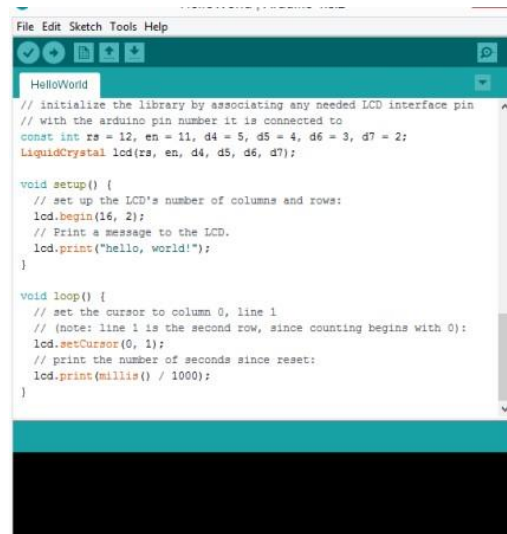 File Edit Sketch Tools Help
HelloWorld
// initialize the library by associating any needed LCD interface pin
// with the arduino pin number it is connected to
const int rs = 12, en = 11, d4 = 5, d5 = 4, d6 = 3, d7 = 2;
LiquidCrystal lcd(rs, en, d4, d5, d6, d7);
void setup() {
// set up the LCD's number of columns and rows:
lcd.begin(16, 2);
// Print a message to the LCD.
lcd.print("hello, world!");
}
void loop() {
// set the cursor to column 0, line 1
// (note: line 1 is the second row, since counting begins with 0):
lcd.setCursor(0, 1);
// print the number of seconds since reset:
lcd.print(millis() / 1000);
}